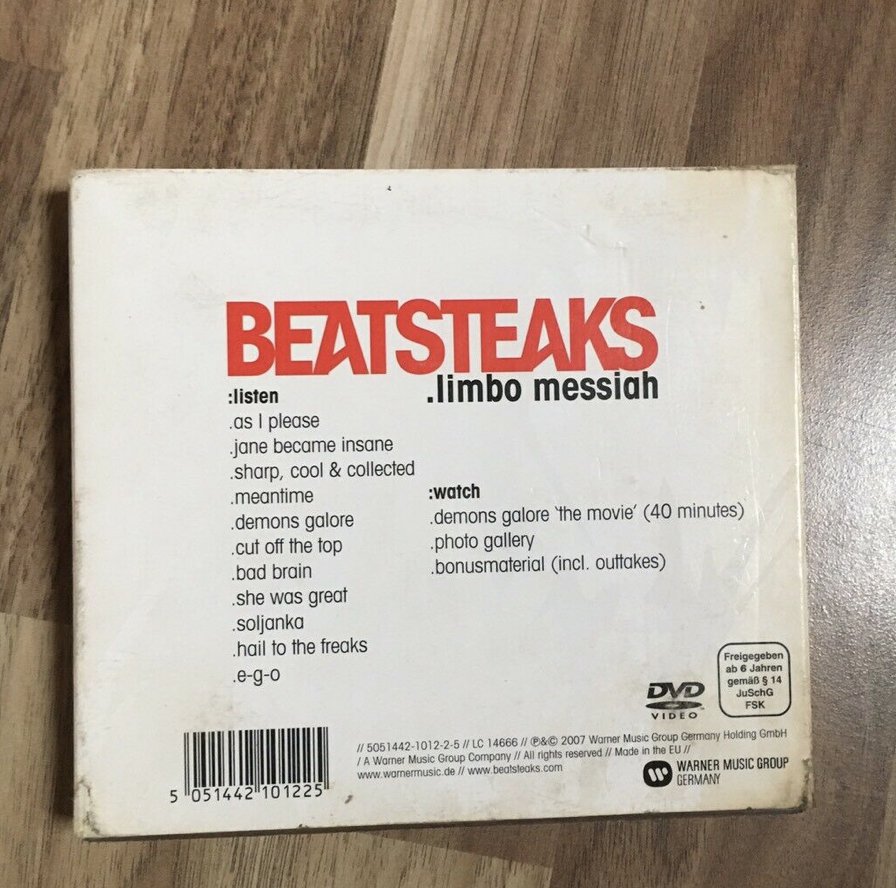 BEATSTEAKS
.limbo messiah
:listen
.as I please
.jane became insane
.sharp, cool & collected
.meantime
.demons galore
.cut off the top
.bad brain
.she was great
.soljanka
.hail to the freaks
.e-g-o
:watch
.demons galore 'the movie' (40 minutes)
.photo gallery
.bonusmaterial (incl. outtakes)
DVD
VIDEO
Freigegeben
ab 6 Jahren
gemäß § 14
JuSchG
FSK
5 051442 101225
// 5051442-1012-2-5 // LC 14666 // ℗&© 2007 Warner Music Group Germany Holding GmbH
/ A Warner Music Group Company // All rights reserved // Made in the EU //
www.warnermusic.de // www.beatsteaks.com
WARNER MUSIC GROUP
GERMANY